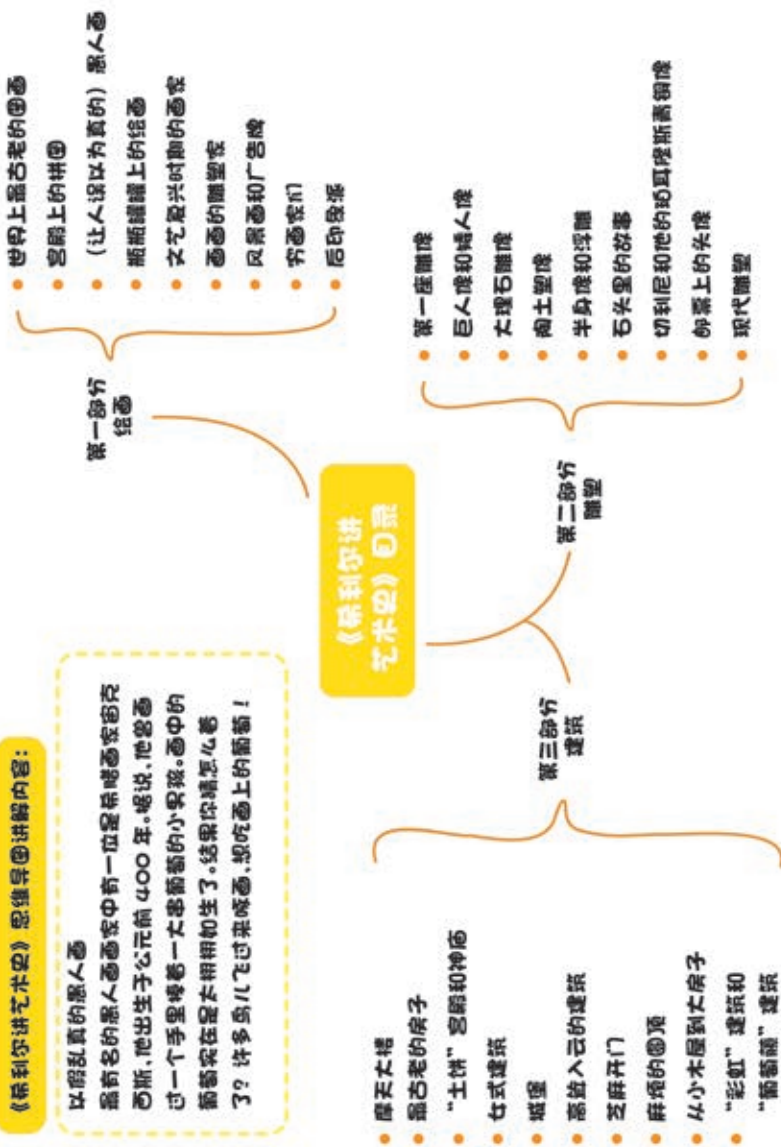 《希利尔讲艺术史》思维导图讲解内容：
以假乱真的愚人画
最有名的愚人画画家中有一位是希腊画家宙克
西斯，他出生于公元前 400 年。据说，他曾画
过一个手里捧着一大串葡萄的小男孩。画中的
葡萄实在是太栩栩如生了。结果你猜怎么着
了？许多鸟儿飞过来啄画，想吃画上的葡萄！
《希利尔讲
艺术史》目录
第一部分
绘画
世界上最古老的图画
宫殿上的拼图
（让人误以为真的）愚人画
瓶瓶罐罐上的绘画
文艺复兴时期的画家
画画的雕塑家
风景画和广告牌
穷画家们
后印象派
第二部分
雕塑
第一座雕像
巨人像和矮人像
大理石雕像
陶土塑像
半身像和浮雕
石头里的故事
切利尼和他的珀耳修斯青铜像
邮票上的头像
现代雕塑
第三部分
建筑
摩天大楼
最古老的房子
“土饼”宫殿和神庙
女式建筑
城堡
高耸入云的建筑
芝麻开门
麻烦的圆顶
从小木屋到大房子
“彩虹”建筑和
“葡萄藤”建筑